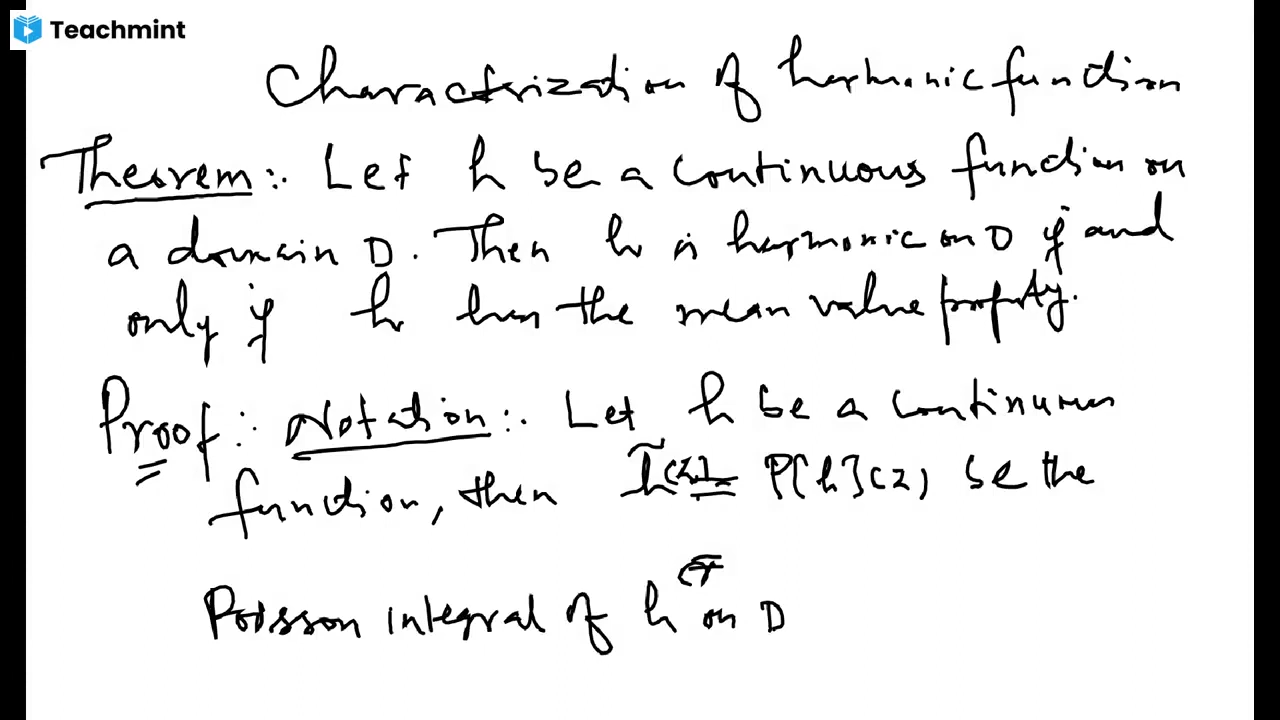 Teachmint
Characterization of harmonic function
Theorem:. Let h be a continuous function on
a domain D. Then h is harmonic on D if and
only if h has the mean value property.
Proof: Notation:. Let h be a continuous
function, then h̃(z) = P[h](z) be the
Poisson integral of h on D